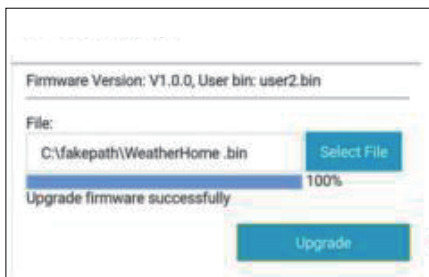 Firmware Version: V1.0.0, User bin: user2.bin
File:
C:\fakepath\WeatherHome .bin
Select File
100%
Upgrade firmware successfully
Upgrade